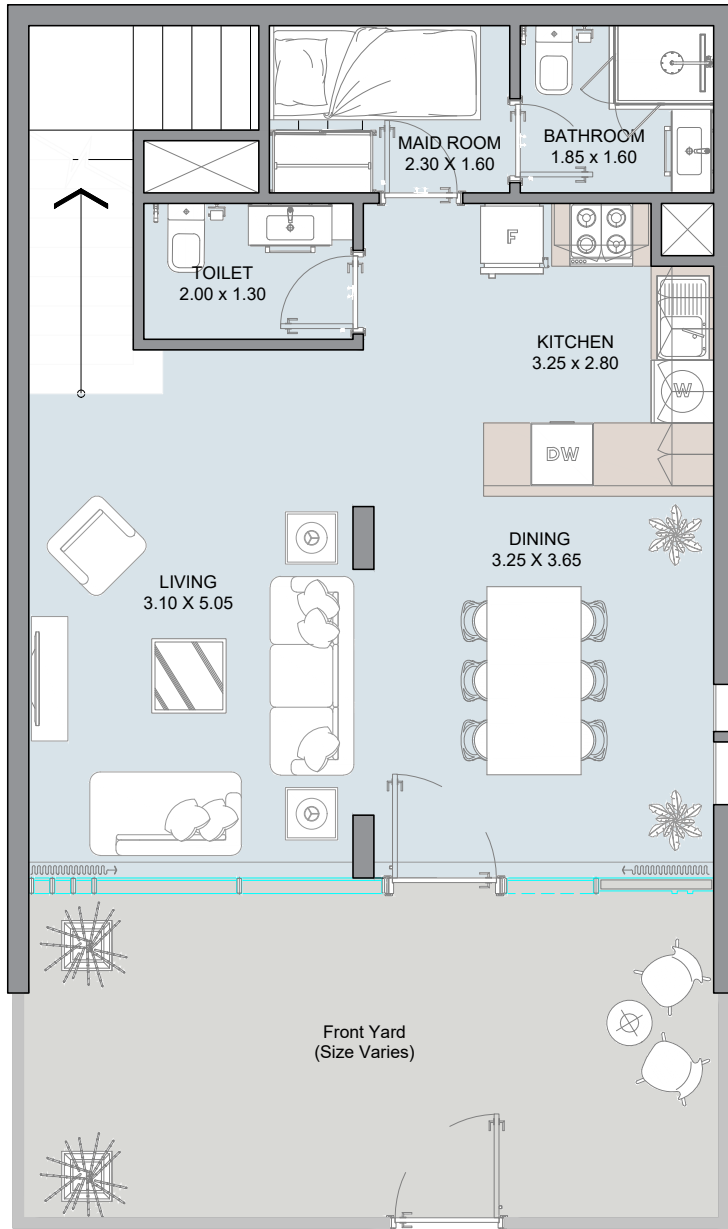 MAID ROOM
2.30 X 1.60
BATHROOM
1.85 x 1.60
TOILET
2.00 x 1.30
F
KITCHEN
3.25 x 2.80
W
DW
DINING
3.25 X 3.65
LIVING
3.10 X 5.05
Front Yard
(Size Varies)